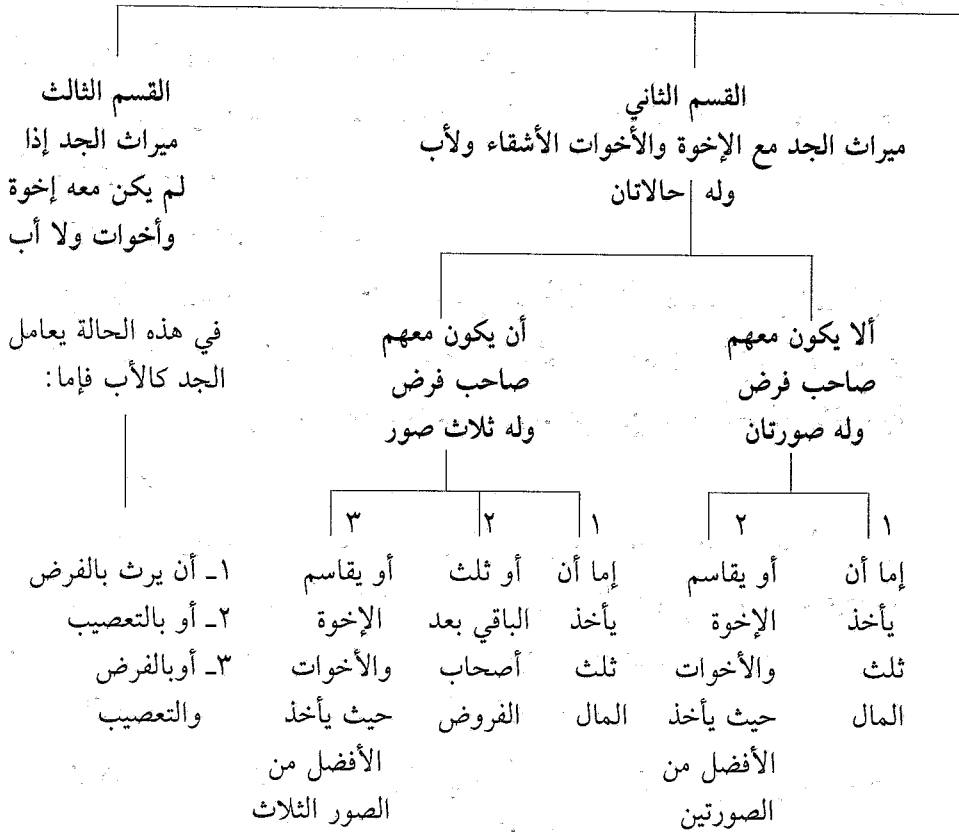 القسم الثاني
ميراث الجد مع الإخوة والأخوات الأشقاء ولأب
وله حالاتان
ألا يكون معهم
صاحب فرض
وله صورتان
١
إما أن
يأخذ
ثلث
المال
٢
أو يقاسم
الإخوة
والأخوات
حيث يأخذ
الأفضل من
الصورتين
أن يكون معهم
صاحب فرض
وله ثلاث صور
١
إما أن
يأخذ
ثلث
المال
٢
أو ثلث
الباقي بعد
أصحاب
الفروض
٣
أو يقاسم
الإخوة
والأخوات
حيث يأخذ
الأفضل من
الصور الثلاث
القسم الثالث
ميراث الجد إذا
لم يكن معه إخوة
وأخوات ولا أب
في هذه الحالة يعامل
الجد كالأب فإما:
١ـ أن يرث بالفرض
٢ـ أو بالتعصيب
٣ـ أوبالفرض
والتعصيب